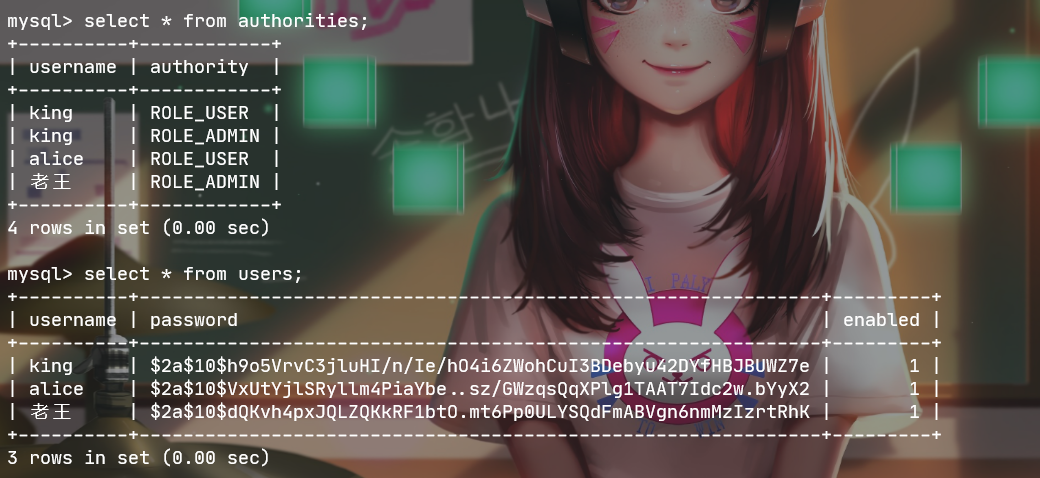 mysql> select * from authorities;
+----------+------------+
| username | authority  |
+----------+------------+
| king     | ROLE_USER  |
| king     | ROLE_ADMIN |
| alice    | ROLE_USER  |
| 老王     | ROLE_ADMIN |
+----------+------------+
4 rows in set (0.00 sec)
mysql> select * from users;
+----------+--------------------------------------------------------------+---------+
| username | password                                                     | enabled |
+----------+--------------------------------------------------------------+---------+
| king     | $2a$10$h9o5VrvC3jluHI/n/Ie/hO4i6ZWohCuI3BDebyu42DYfHBJBUWZ7e |       1 |
| alice    | $2a$10$VxUtYjlSRyllm4PiaYbe..sz/GWzqsQqXPlg1TAAT7Idc2w.bYyX2 |       1 |
| 老王     | $2a$10$dQKvh4pxJQLZQKkRF1btO.mt6Pp0ULYSQdFmABVgn6nmMzIzrtRhK |       1 |
+----------+--------------------------------------------------------------+---------+
3 rows in set (0.00 sec)